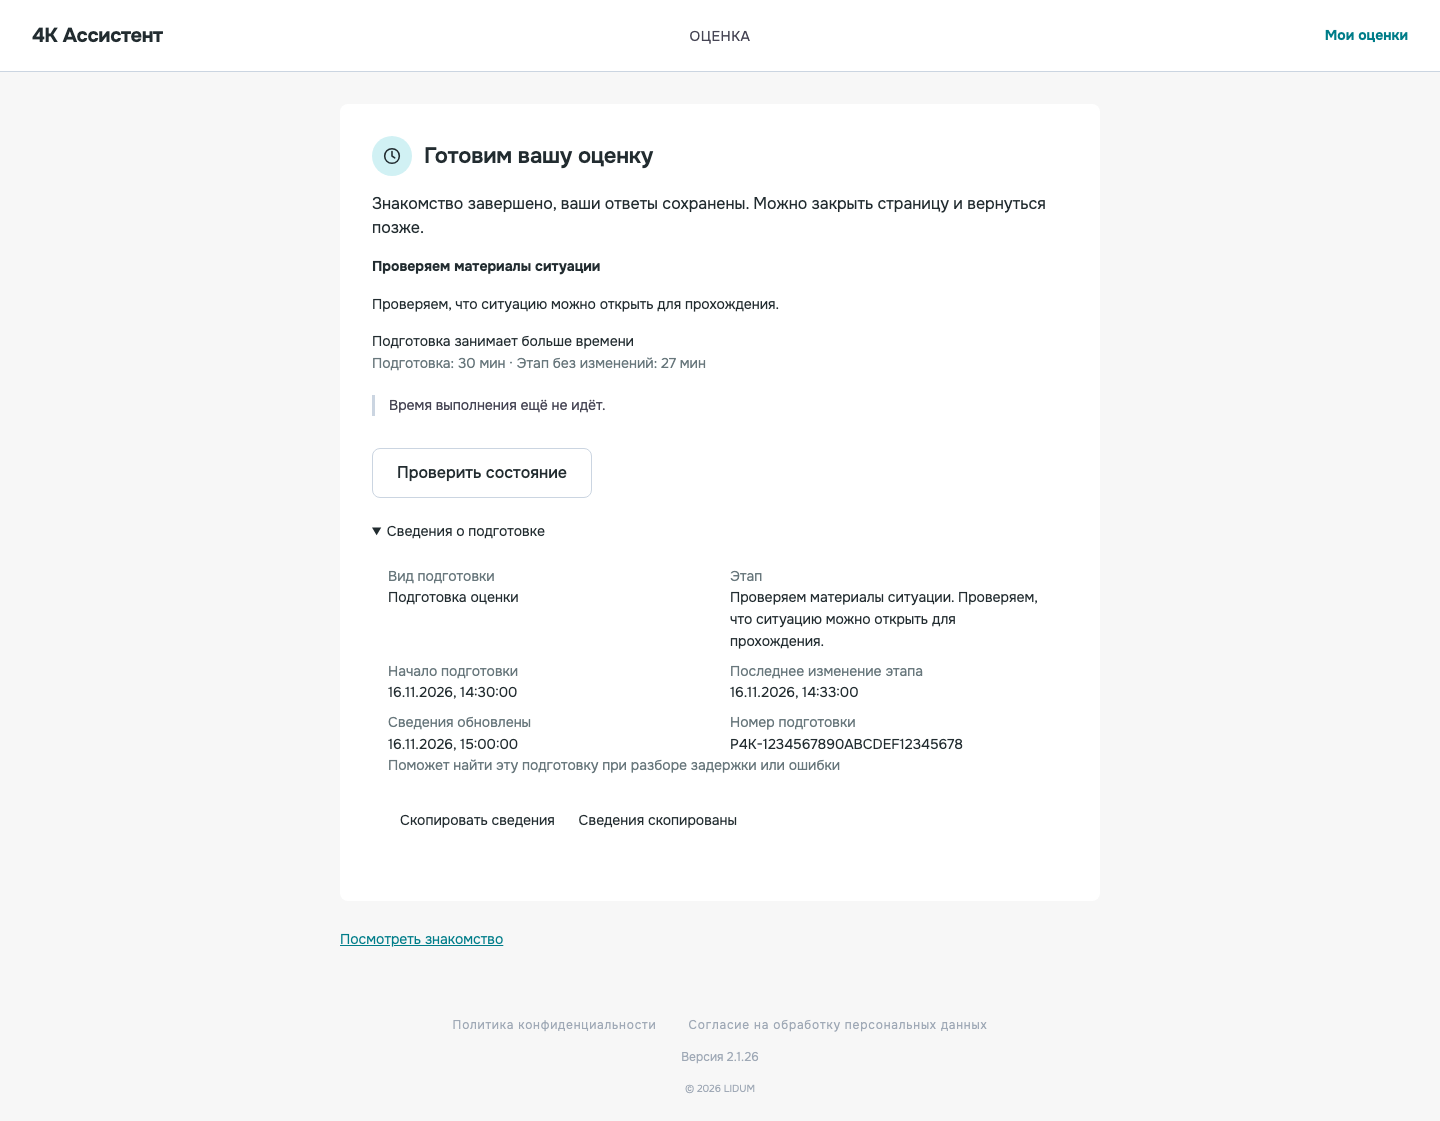 4K Ассистент
ОЦЕНКА
Мои оценки
Готовим вашу оценку
Знакомство завершено, ваши ответы сохранены. Можно закрыть страницу и вернуться
позже.
Проверяем материалы ситуации
Проверяем, что ситуацию можно открыть для прохождения.
Подготовка занимает больше времени
Подготовка: 30 мин · Этап без изменений: 27 мин
Время выполнения ещё не идёт.
Проверить состояние
▼ Сведения о подготовке
Вид подготовки
Подготовка оценки
Этап
Проверяем материалы ситуации. Проверяем,
что ситуацию можно открыть для
прохождения.
Начало подготовки
16.11.2026, 14:30:00
Последнее изменение этапа
16.11.2026, 14:33:00
Сведения обновлены
16.11.2026, 15:00:00
Номер подготовки
P4K-1234567890ABCDEF12345678
Поможет найти эту подготовку при разборе задержки или ошибки
Скопировать сведения
Сведения скопированы
Посмотреть знакомство
Политика конфиденциальности
Согласие на обработку персональных данных
Версия 2.1.26
© 2026 LIDUM